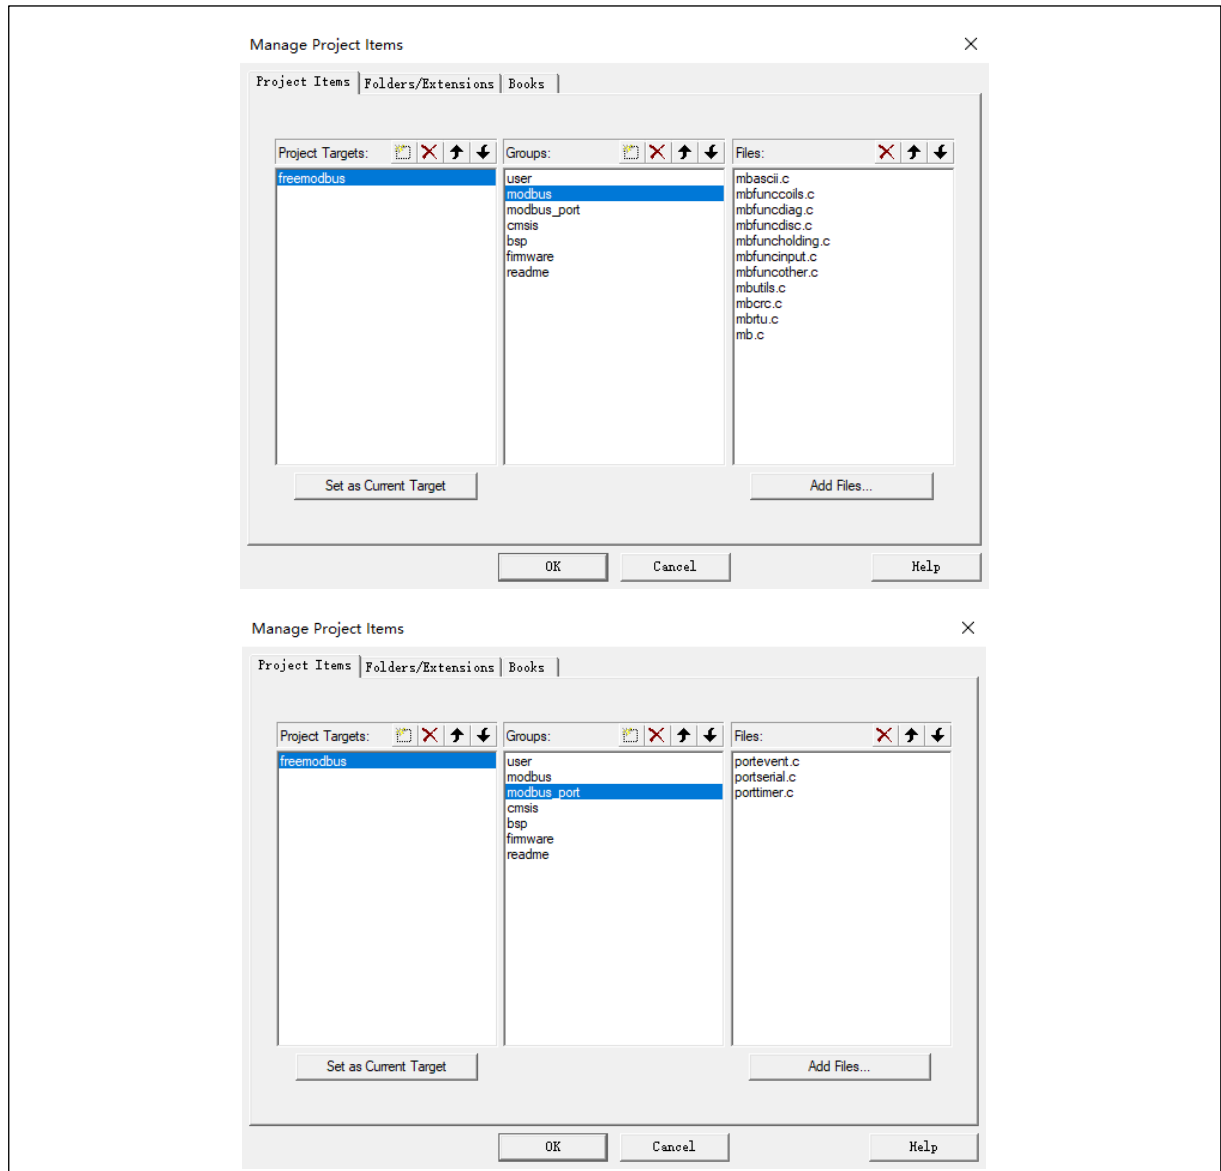 Manage Project Items
Project Items Folders/Extensions Books
Project Targets: Groups: Files:
freemodbus
user
modbus
modbus_port
cmsis
bsp
firmware
readme
mbascii.c
mbfunccoils.c
mbfuncdiag.c
mbfuncdisc.c
mbfuncholding.c
mbfuncinput.c
mbfuncother.c
mbutils.c
mbcrc.c
mbrtu.c
mb.c
Set as Current Target Add Files...
OK Cancel Help
Manage Project Items
Project Items Folders/Extensions Books
Project Targets: Groups: Files:
freemodbus
user
modbus
modbus_port
cmsis
bsp
firmware
readme
portevent.c
portserial.c
porttimer.c
Set as Current Target Add Files...
OK Cancel Help